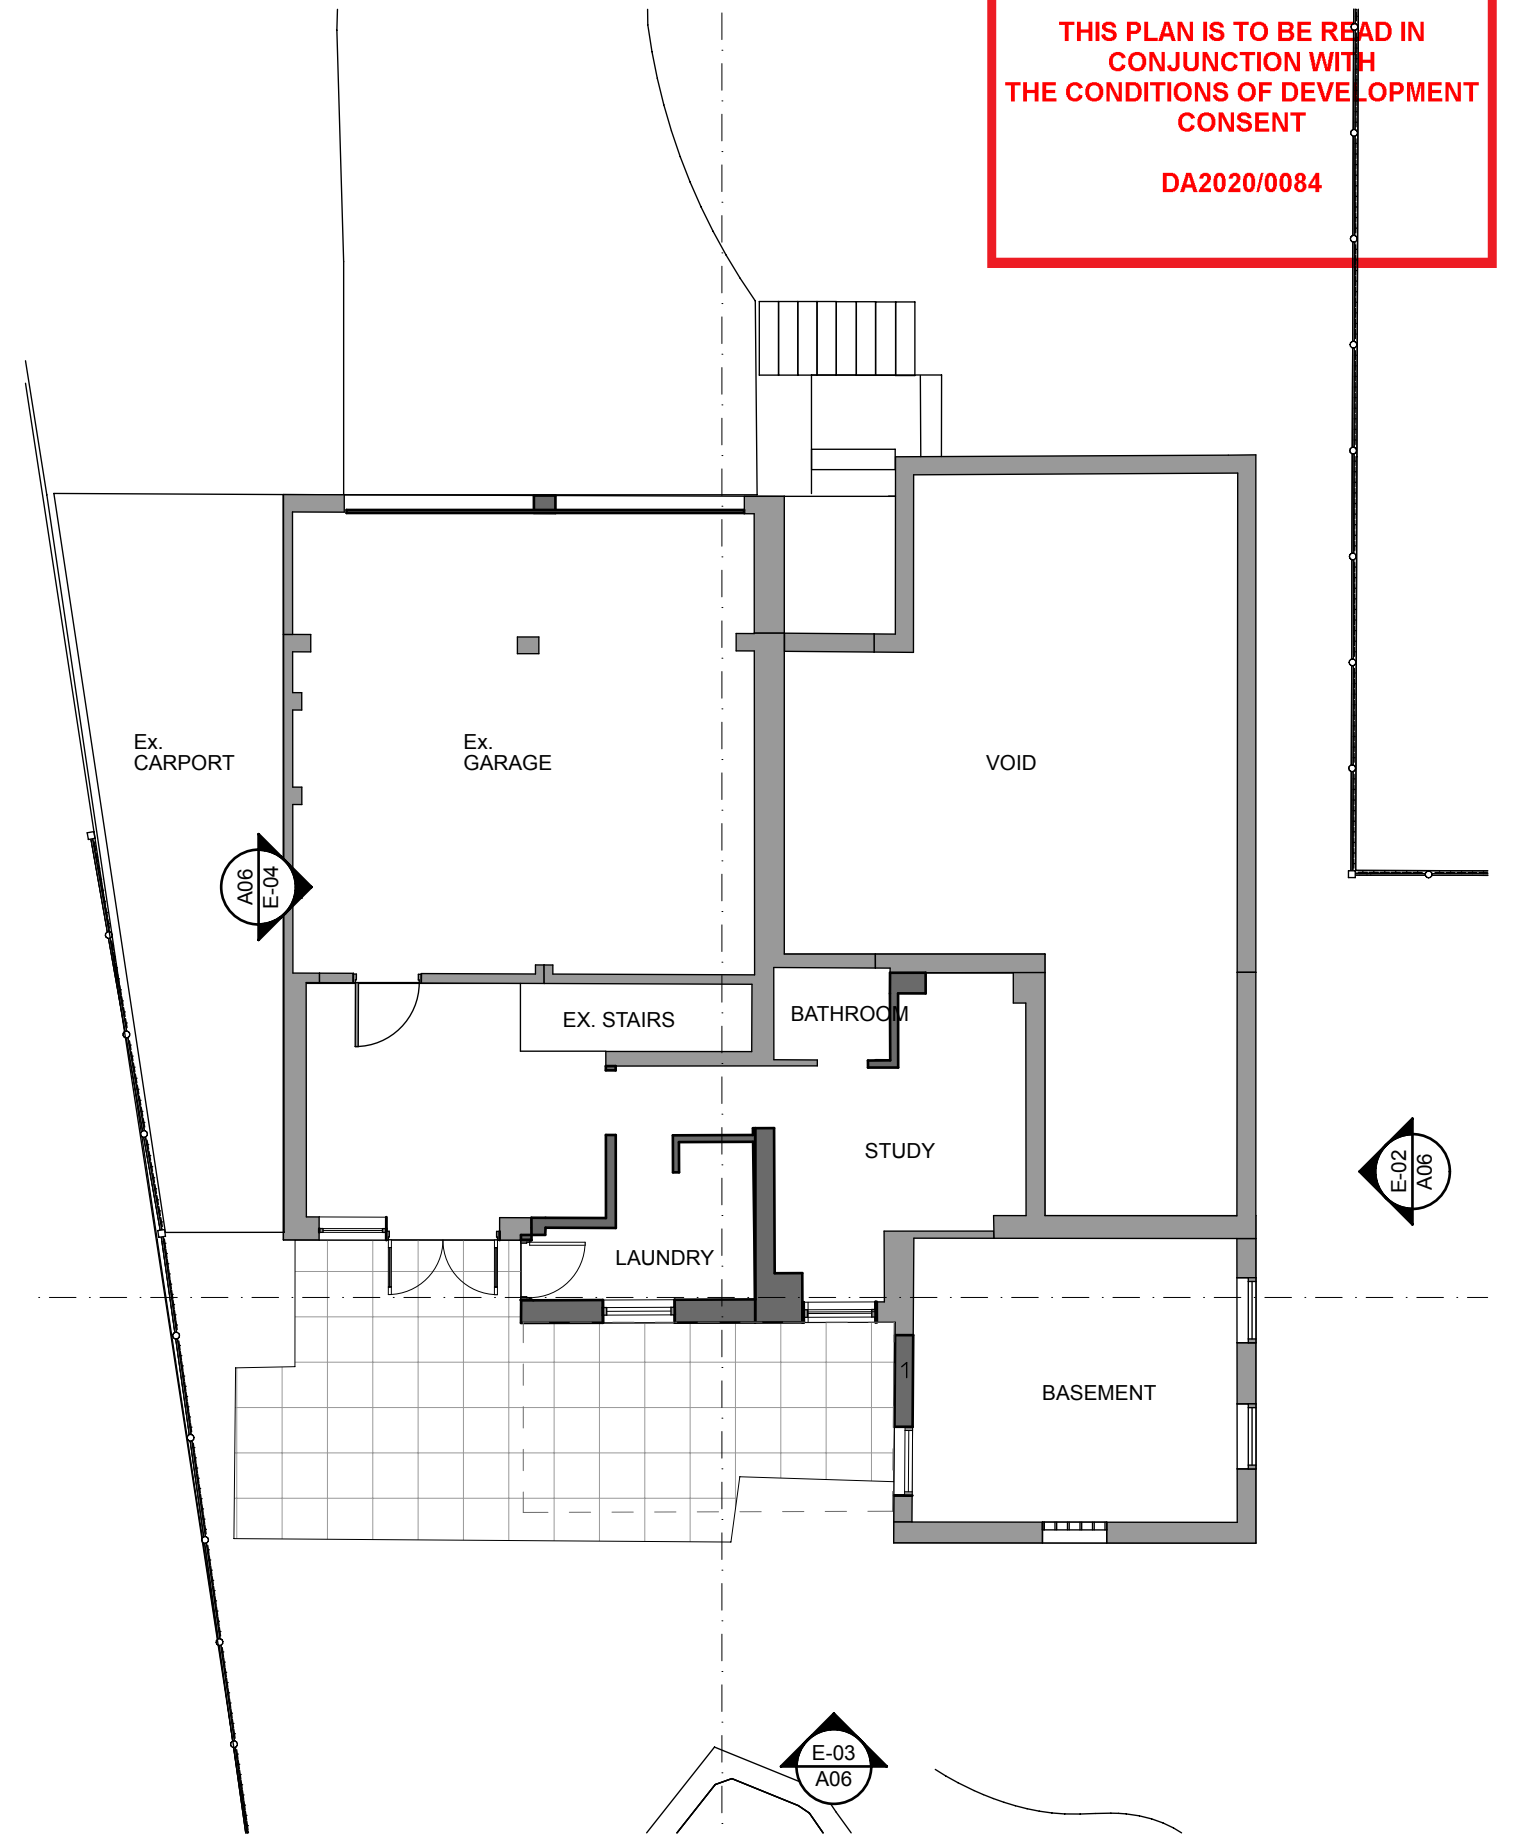 THIS PLAN IS TO BE READ IN
CONJUNCTION WITH
THE CONDITIONS OF DEVELOPMENT
CONSENT
DA2020/0084
Ex.
CARPORT
Ex.
GARAGE
VOID
A06
E-04
EX. STAIRS
BATHROOM
STUDY
E-02
A06
LAUNDRY
1
BASEMENT
E-03
A06